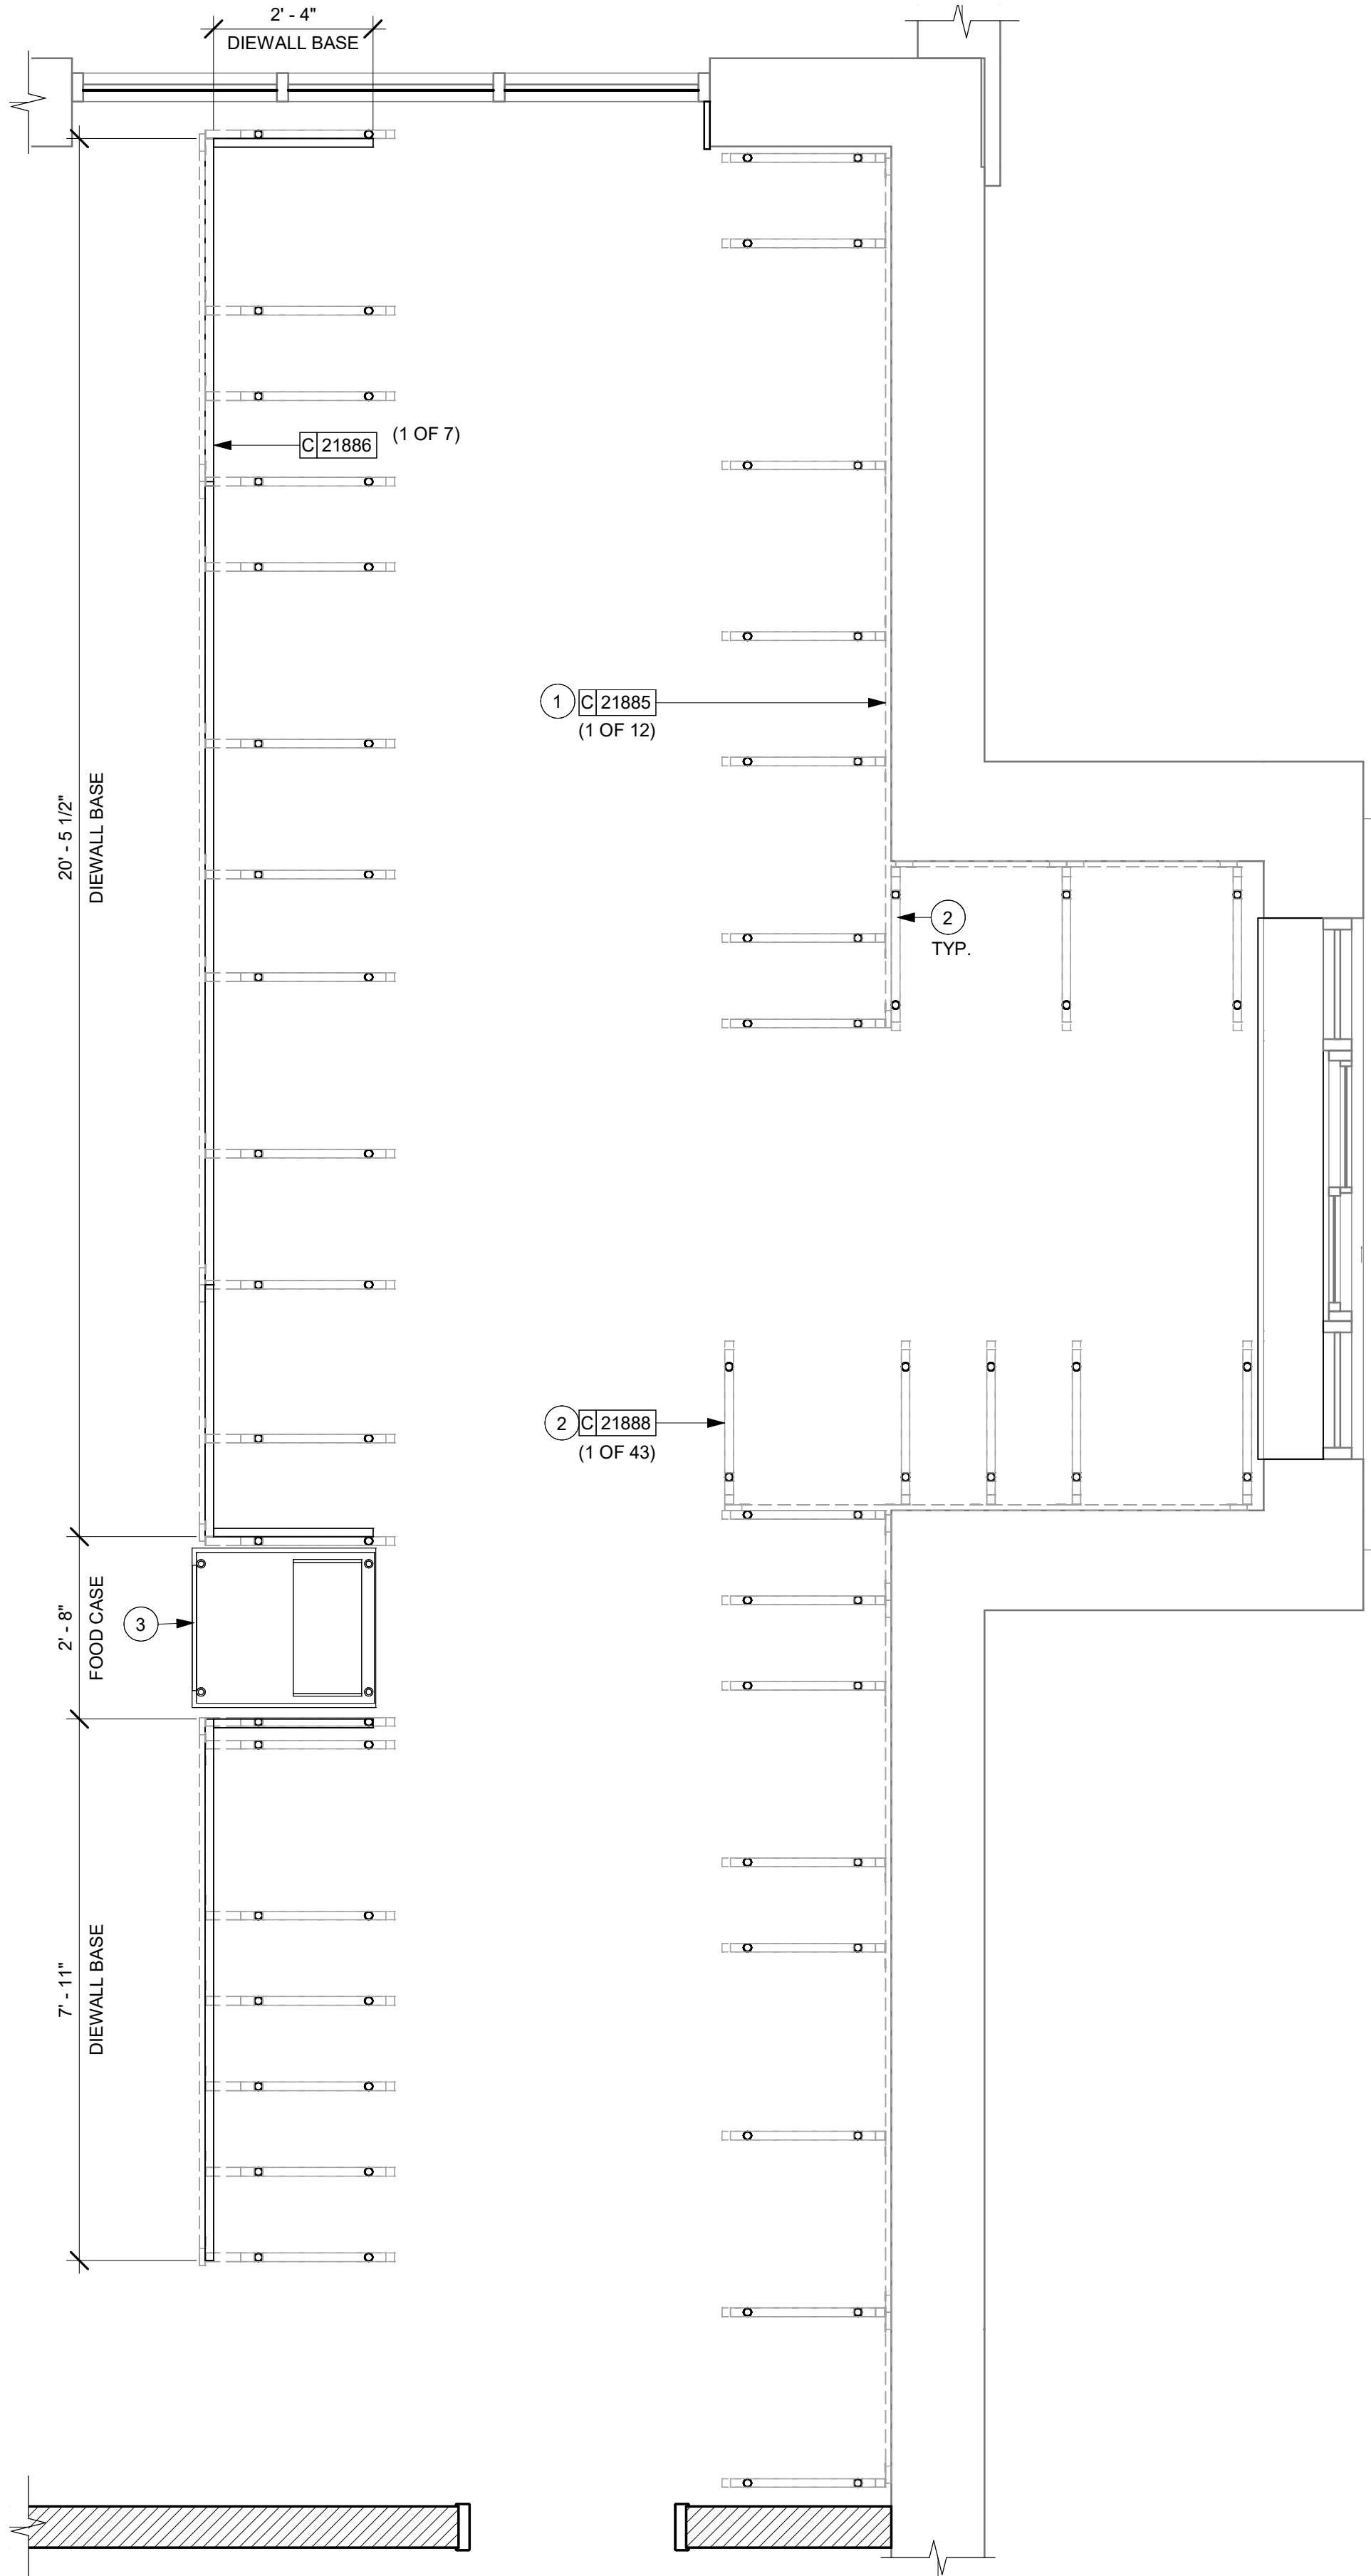 2' - 4"
DIEWALL BASE
C 21886 (1 OF 7)
1 C 21885
(1 OF 12)
20' - 5 1/2"
DIEWALL BASE
2
TYP.
2 C 21888
(1 OF 43)
2' - 8"
FOOD CASE
3
7' - 11"
DIEWALL BASE